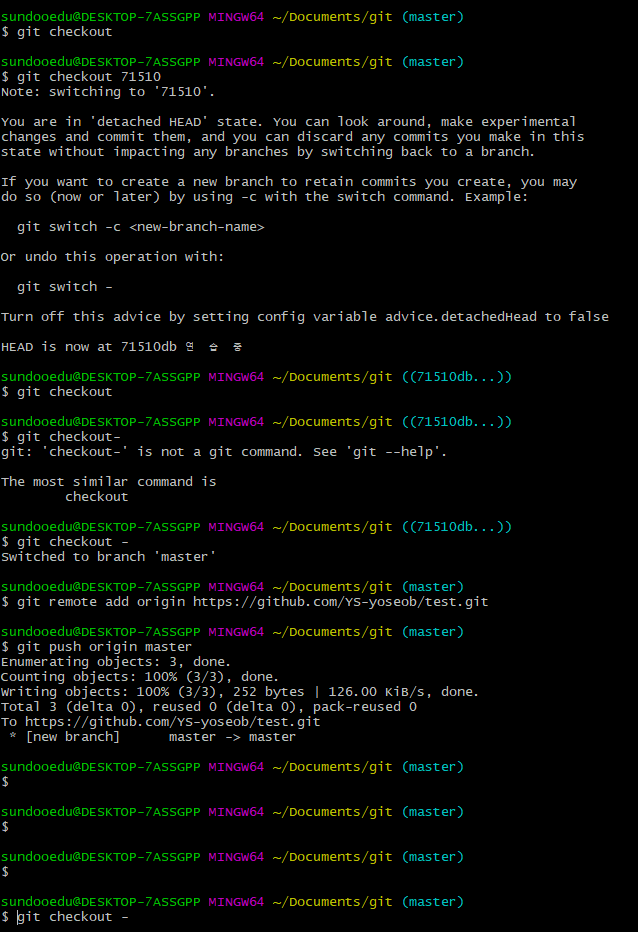 sundooedu@DESKTOP-7ASSGPP MINGW64 ~/Documents/git (master)
$ git checkout
sundooedu@DESKTOP-7ASSGPP MINGW64 ~/Documents/git (master)
$ git checkout 71510
Note: switching to '71510'.
You are in 'detached HEAD' state. You can look around, make experimental
changes and commit them, and you can discard any commits you make in this
state without impacting any branches by switching back to a branch.
If you want to create a new branch to retain commits you create, you may
do so (now or later) by using -c with the switch command. Example:
git switch -c <new-branch-name>
Or undo this operation with:
git switch -
Turn off this advice by setting config variable advice.detachedHead to false
HEAD is now at 71510db 연 습 중
sundooedu@DESKTOP-7ASSGPP MINGW64 ~/Documents/git ((71510db...))
$ git checkout
sundooedu@DESKTOP-7ASSGPP MINGW64 ~/Documents/git ((71510db...))
$ git checkout-
git: 'checkout-' is not a git command. See 'git --help'.
The most similar command is
checkout
sundooedu@DESKTOP-7ASSGPP MINGW64 ~/Documents/git ((71510db...))
$ git checkout -
Switched to branch 'master'
sundooedu@DESKTOP-7ASSGPP MINGW64 ~/Documents/git (master)
$ git remote add origin https://github.com/YS-yoseob/test.git
sundooedu@DESKTOP-7ASSGPP MINGW64 ~/Documents/git (master)
$ git push origin master
Enumerating objects: 3, done.
Counting objects: 100% (3/3), done.
Writing objects: 100% (3/3), 252 bytes | 126.00 KiB/s, done.
Total 3 (delta 0), reused 0 (delta 0), pack-reused 0
To https://github.com/YS-yoseob/test.git
* [new branch] master -> master
sundooedu@DESKTOP-7ASSGPP MINGW64 ~/Documents/git (master)
$
sundooedu@DESKTOP-7ASSGPP MINGW64 ~/Documents/git (master)
$
sundooedu@DESKTOP-7ASSGPP MINGW64 ~/Documents/git (master)
$
sundooedu@DESKTOP-7ASSGPP MINGW64 ~/Documents/git (master)
$ git checkout -